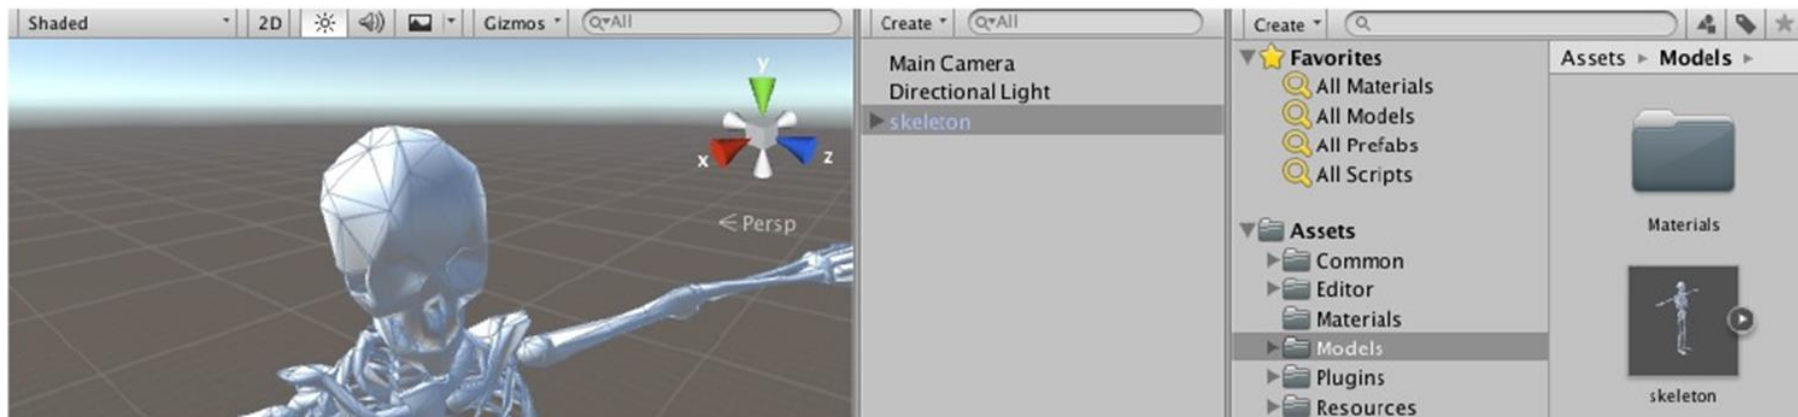 Shaded 2D Gizmos All
y
x z
Persp
Create All
Main Camera
Directional Light
skeleton
Create
Favorites
All Materials
All Models
All Prefabs
All Scripts
Assets
Common
Editor
Materials
Models
Plugins
Resources
Assets Models
Materials
skeleton